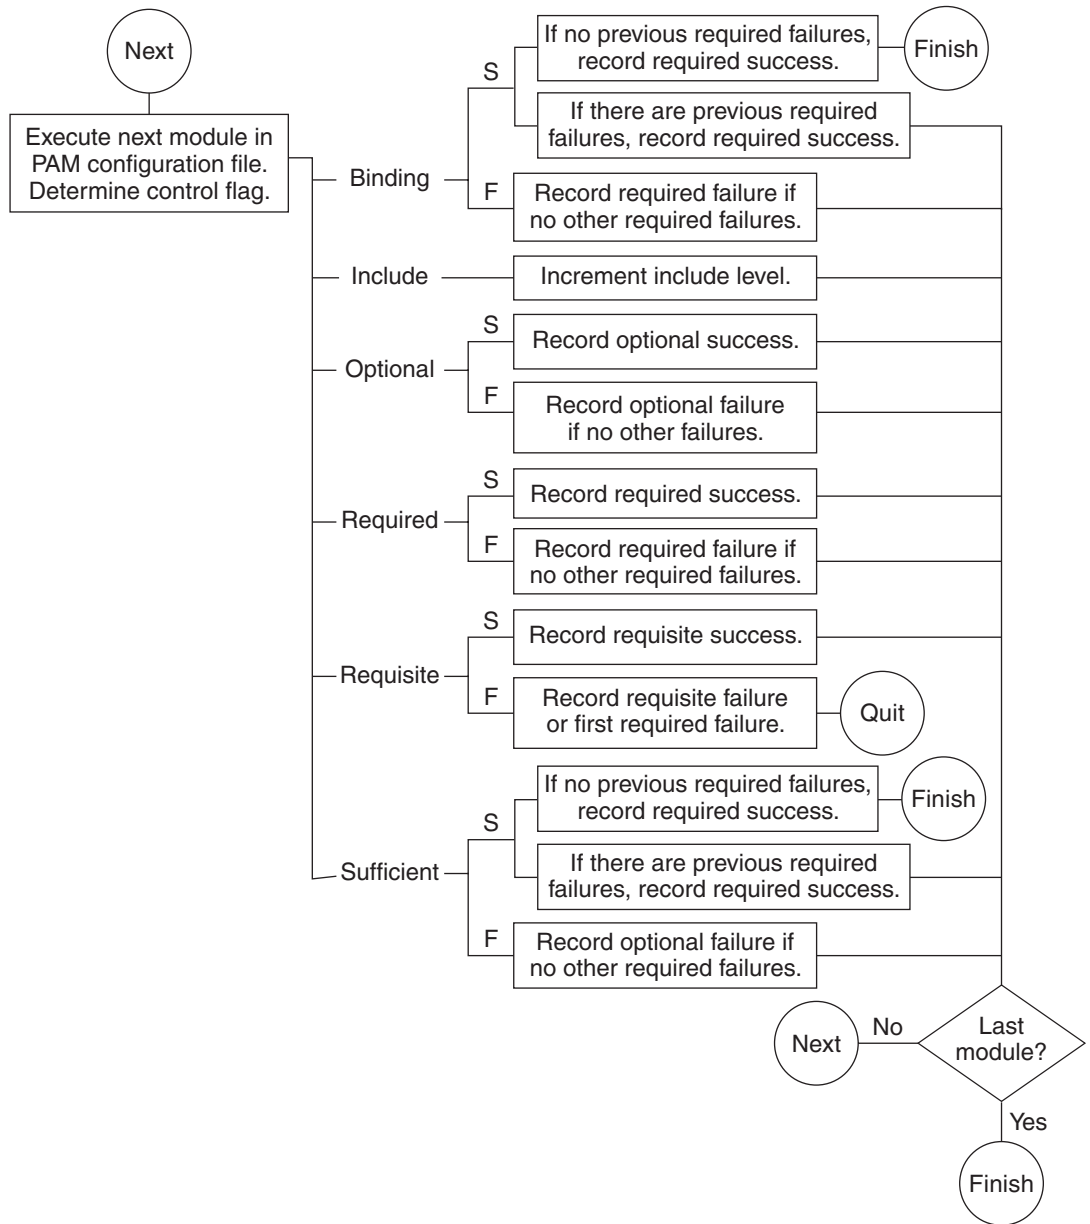 Next
Execute next module in
PAM configuration file.
Determine control flag.
Binding
S
If no previous required failures,
record required success.
Finish
If there are previous required
failures, record required success.
F
Record required failure if
no other required failures.
Include
Increment include level.
Optional
S
Record optional success.
F
Record optional failure
if no other failures.
Required
S
Record required success.
F
Record required failure if
no other required failures.
Requisite
S
Record requisite success.
F
Record requisite failure
or first required failure.
Quit
Sufficient
S
If no previous required failures,
record required success.
Finish
If there are previous required
failures, record required success.
F
Record optional failure if
no other required failures.
Last
module?
No
Next
Yes
Finish